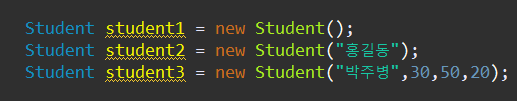 Student student1 = new Student();
Student student2 = new Student("홍길동");
Student student3 = new Student("박주병",30,50,20);